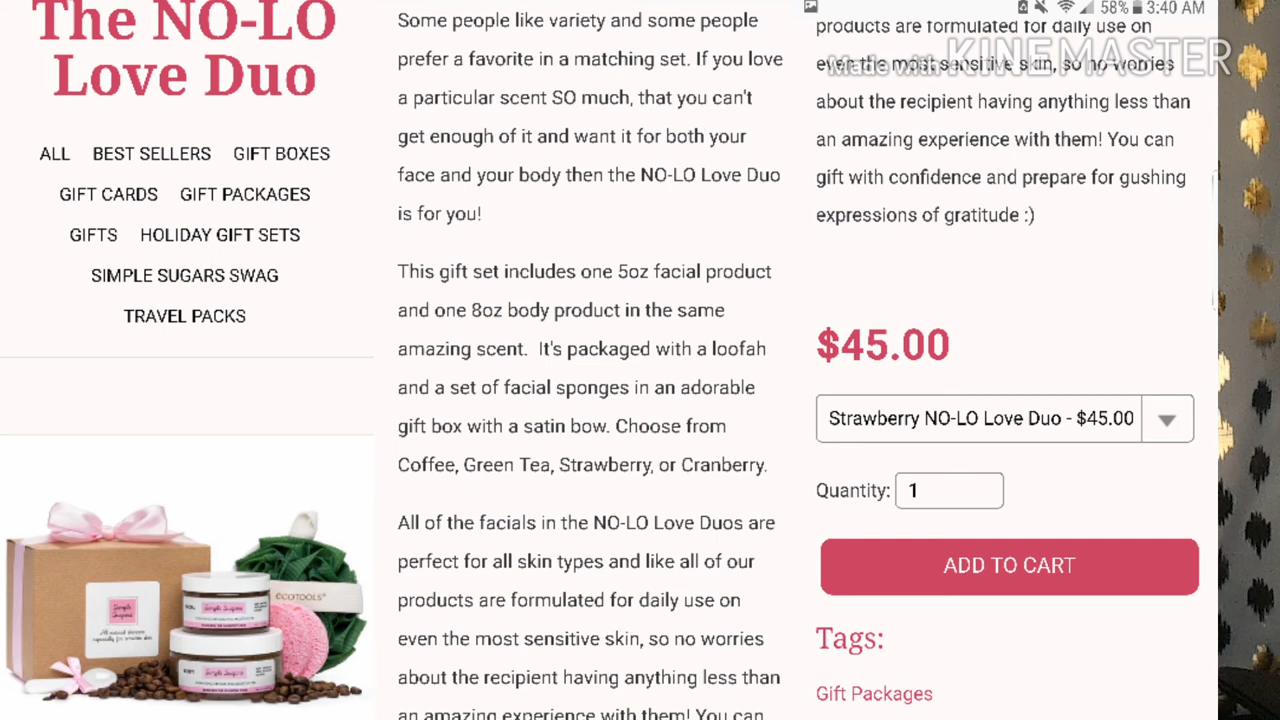 The NO-LO
Love Duo
ALL BEST SELLERS GIFT BOXES
GIFT CARDS GIFT PACKAGES
GIFTS HOLIDAY GIFT SETS
SIMPLE SUGARS SWAG
TRAVEL PACKS
Simple
Sugars
Simple Sugars
Simple Sugars
ECOTOOLS
Some people like variety and some people
prefer a favorite in a matching set. If you love
a particular scent SO much, that you can't
get enough of it and want it for both your
face and your body then the NO-LO Love Duo
is for you!
This gift set includes one 5oz facial product
and one 8oz body product in the same
amazing scent. It's packaged with a loofah
and a set of facial sponges in an adorable
gift box with a satin bow. Choose from
Coffee, Green Tea, Strawberry, or Cranberry.
All of the facials in the NO-LO Love Duos are
perfect for all skin types and like all of our
products are formulated for daily use on
even the most sensitive skin, so no worries
about the recipient having anything less than
an amazing experience with them! You can
58% 3:40 AM
products are formulated for daily use on
Made with KINEMASTER
even the most sensitive skin, so no worries
about the recipient having anything less than
an amazing experience with them! You can
gift with confidence and prepare for gushing
expressions of gratitude :)
$45.00
Strawberry NO-LO Love Duo - $45.00
Quantity: 1
ADD TO CART
Tags:
Gift Packages